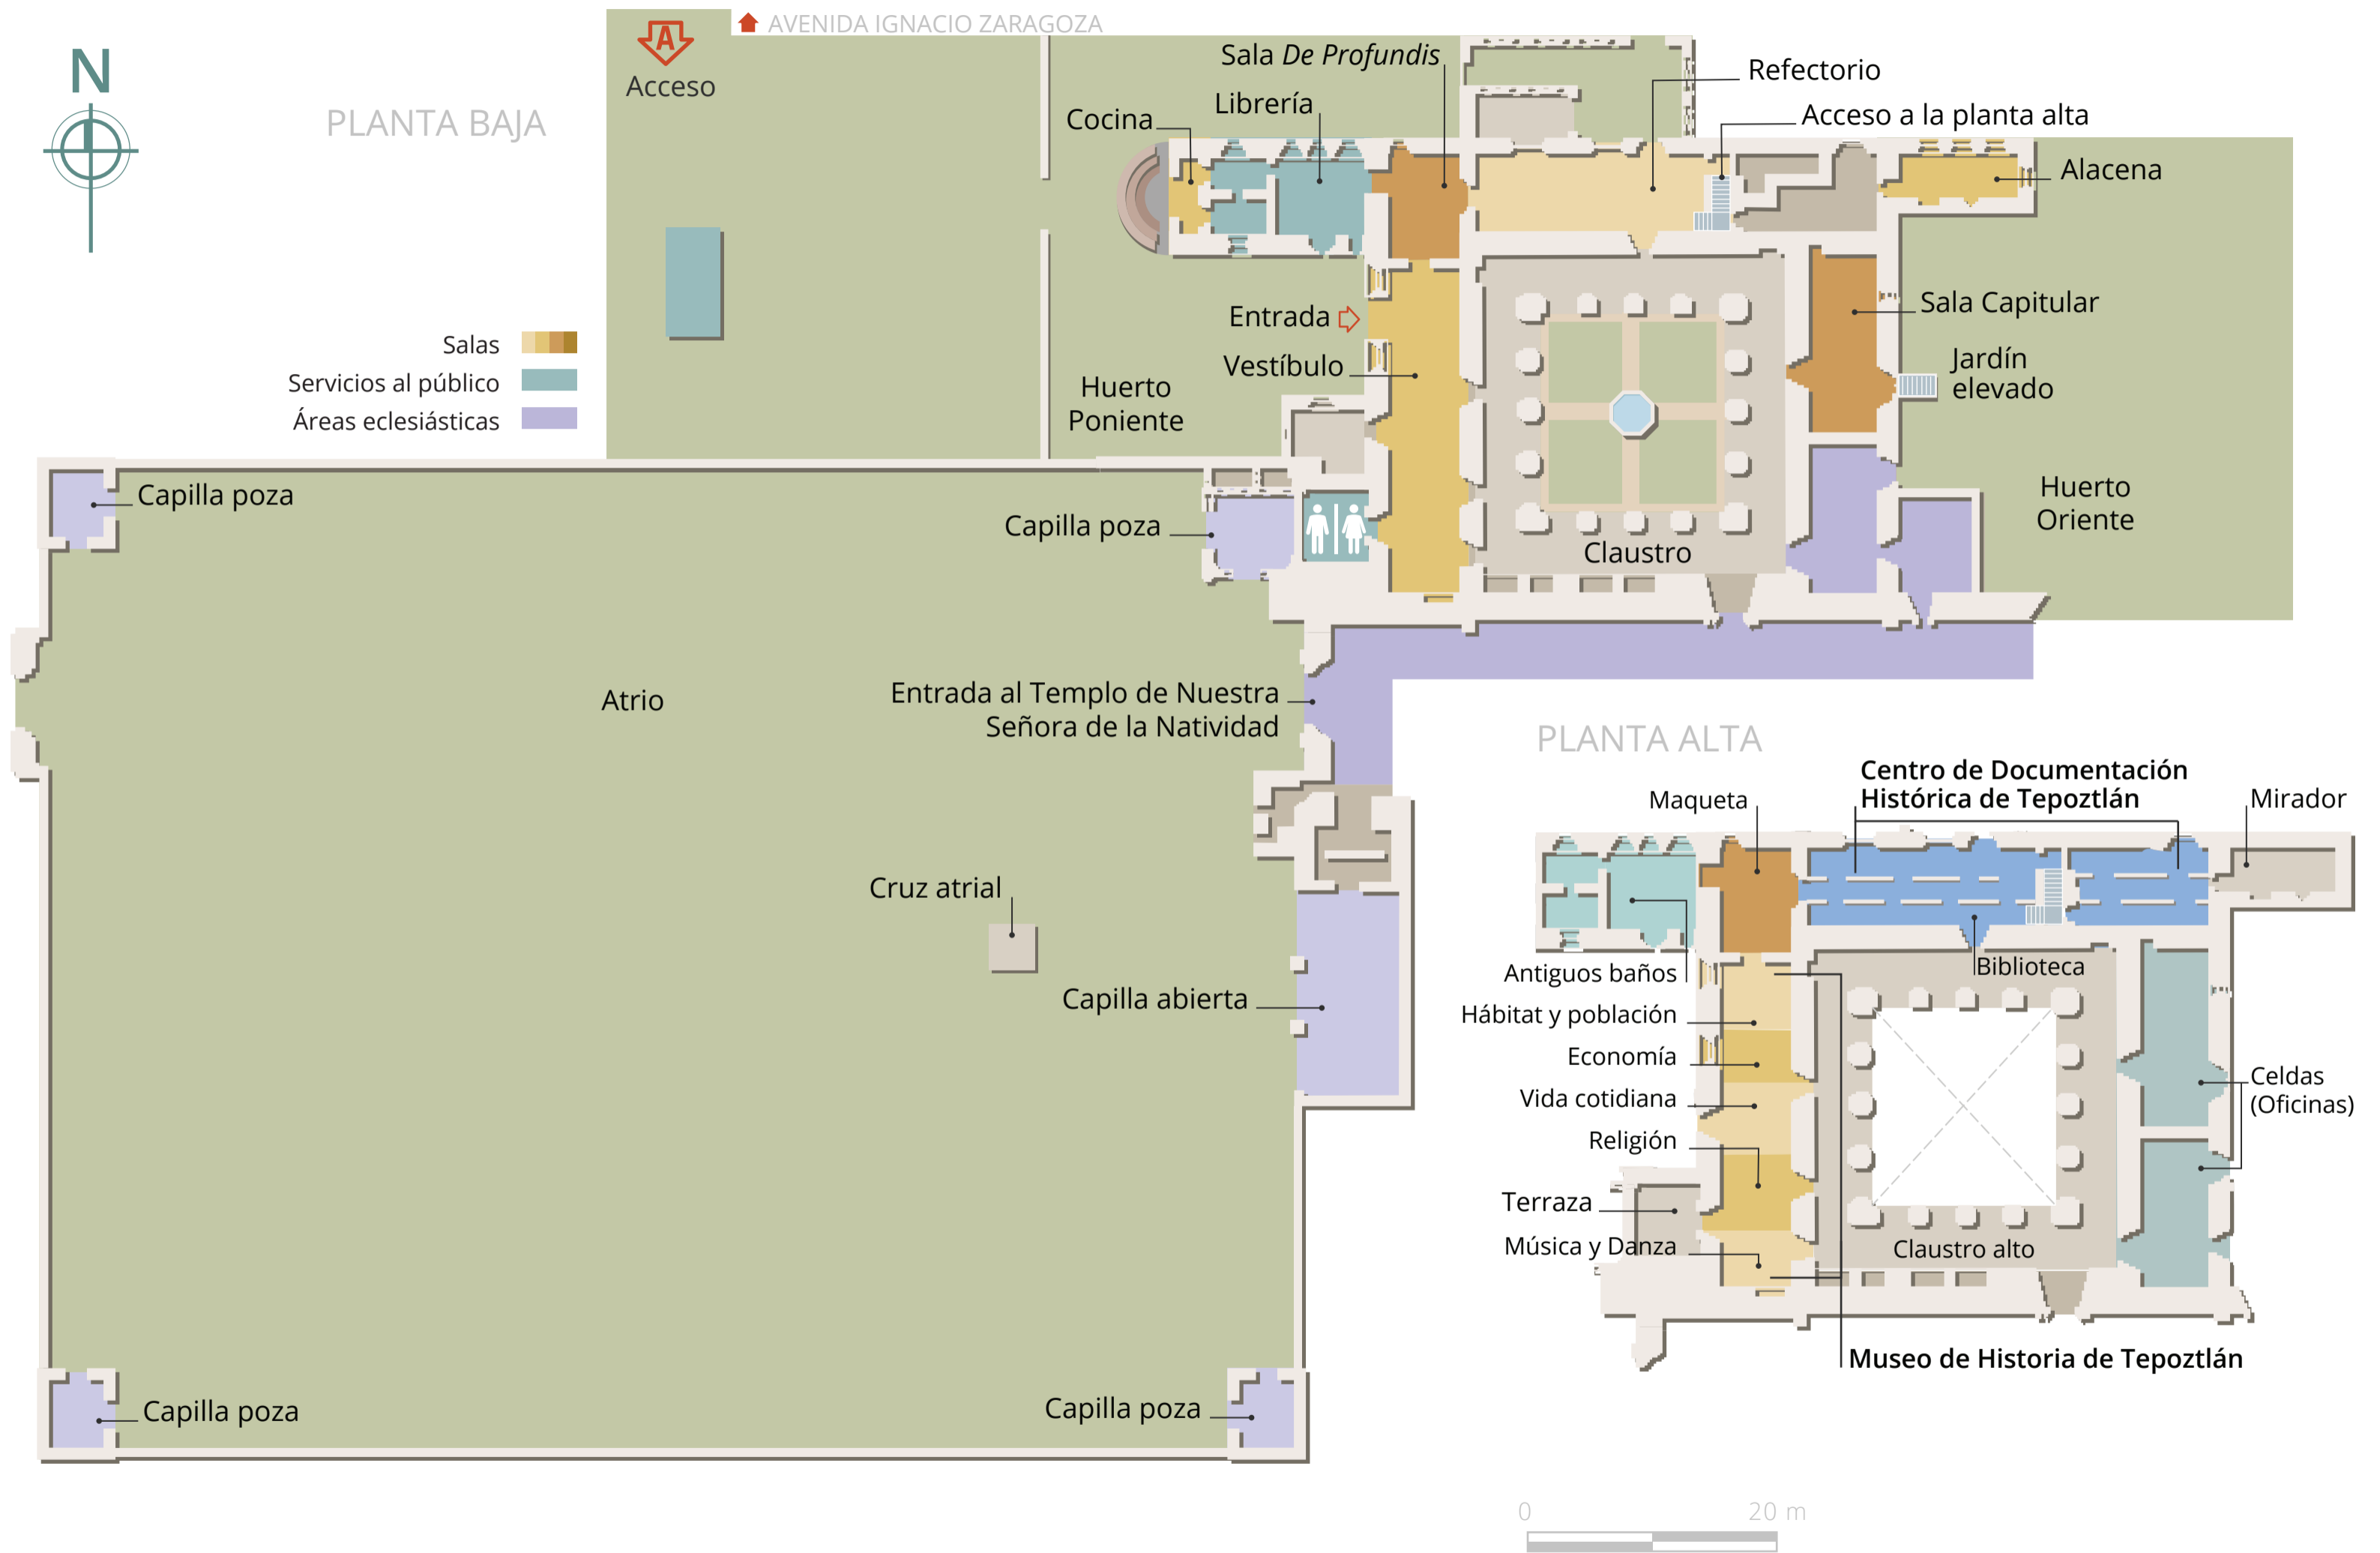 AVENIDA IGNACIO ZARAGOZA
A
Acceso
N
PLANTA BAJA
Sala De Profundis
Refectorio
Librería
Cocina
Acceso a la planta alta
Alacena
Entrada
Sala Capitular
Vestíbulo
Jardín
elevado
Huerto
Poniente
Salas
Servicios al público
Áreas eclesiásticas
Capilla poza
Capilla poza
Huerto
Oriente
Claustro
Atrio
Entrada al Templo de Nuestra
Señora de la Natividad
Cruz atrial
Capilla abierta
Capilla poza
Capilla poza
PLANTA ALTA
Centro de Documentación
Histórica de Tepoztlán
Maqueta
Mirador
Antiguos baños
Biblioteca
Hábitat y población
Economía
Vida cotidiana
Religión
Celdas
(Oficinas)
Terraza
Música y Danza
Claustro alto
Museo de Historia de Tepoztlán
0 20 m